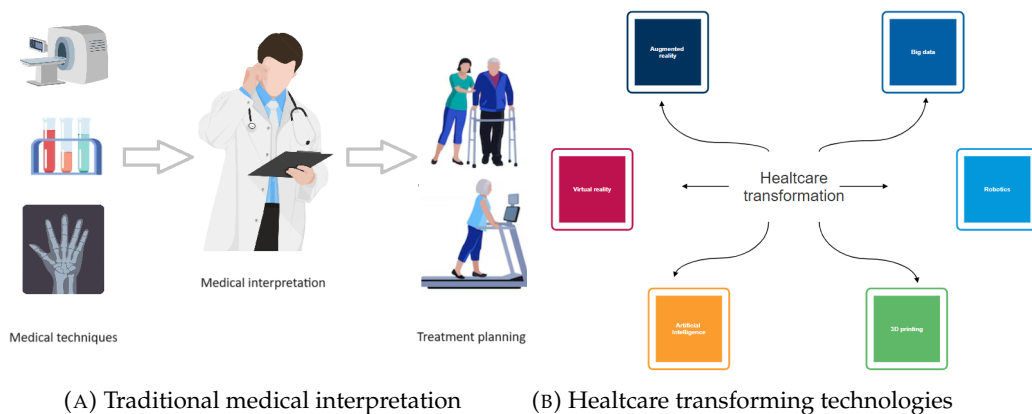 Medical techniques
Medical interpretation
Treatment planning
(A) Traditional medical interpretation
Augmented
reality
Big data
Virtual reality
Healtcare
transformation
Robotics
Artificial
Intelligence
3D printing
(B) Healtcare transforming technologies